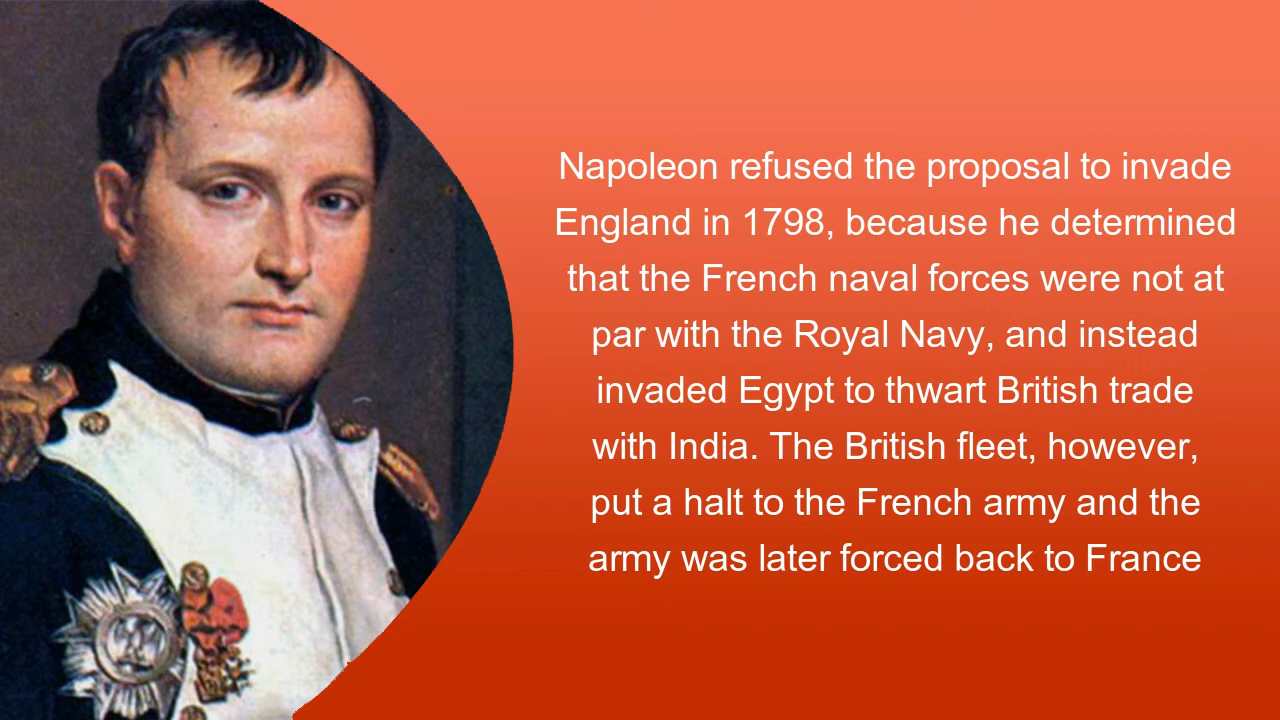 Napoleon refused the proposal to invade
England in 1798, because he determined
that the French naval forces were not at
par with the Royal Navy, and instead
invaded Egypt to thwart British trade
with India. The British fleet, however,
put a halt to the French army and the
army was later forced back to France